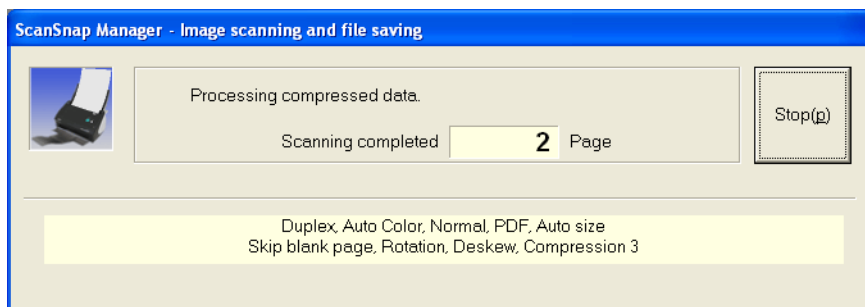 ScanSnap Manager - Image scanning and file saving
Processing compressed data.
Stop(p)
Scanning completed 2 Page
Duplex, Auto Color, Normal, PDF, Auto size
Skip blank page, Rotation, Deskew, Compression 3